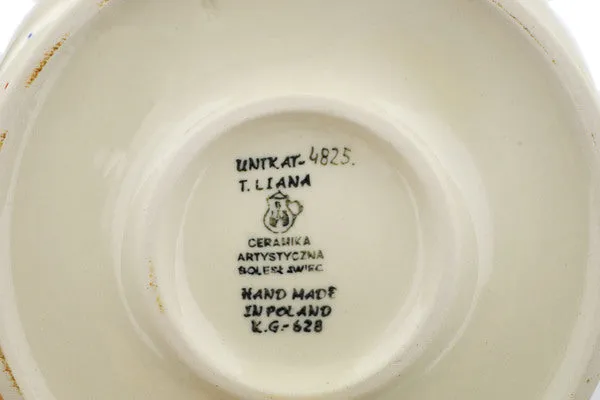 UNIKAT-4825.
T. LIANA
CERAMIKA
ARTYSTYCZNA
BOLESŁAWIEC
HAND MADE
IN POLAND
K.G.-628